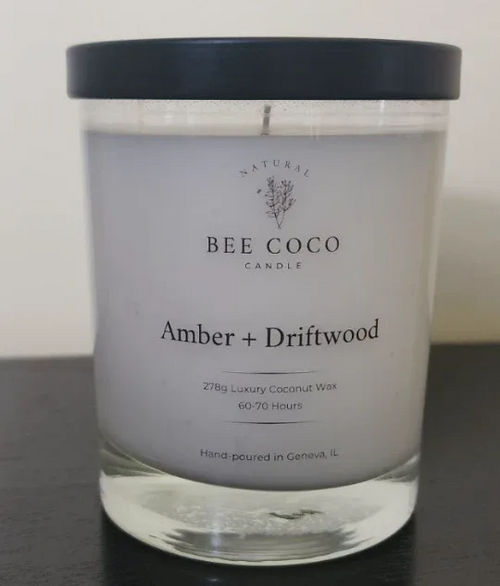 NATURAL
BEE COCO
CANDLE
Amber + Driftwood
278g Luxury Coconut Wax
60-70 Hours
Hand-poured in Geneva, IL